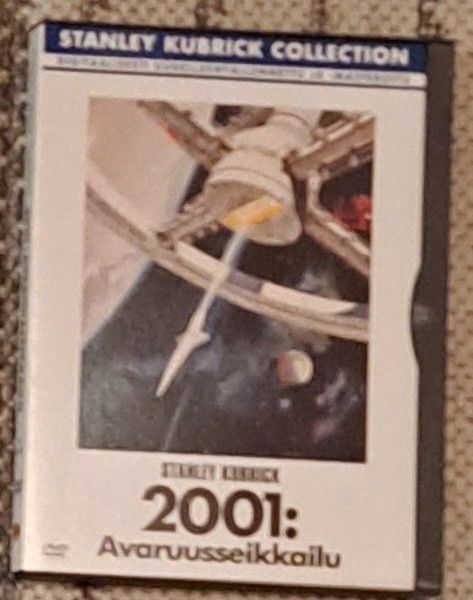 STANLEY KUBRICK COLLECTION
STANLEY KUBRICK
2001:
Avaruusseikkailu